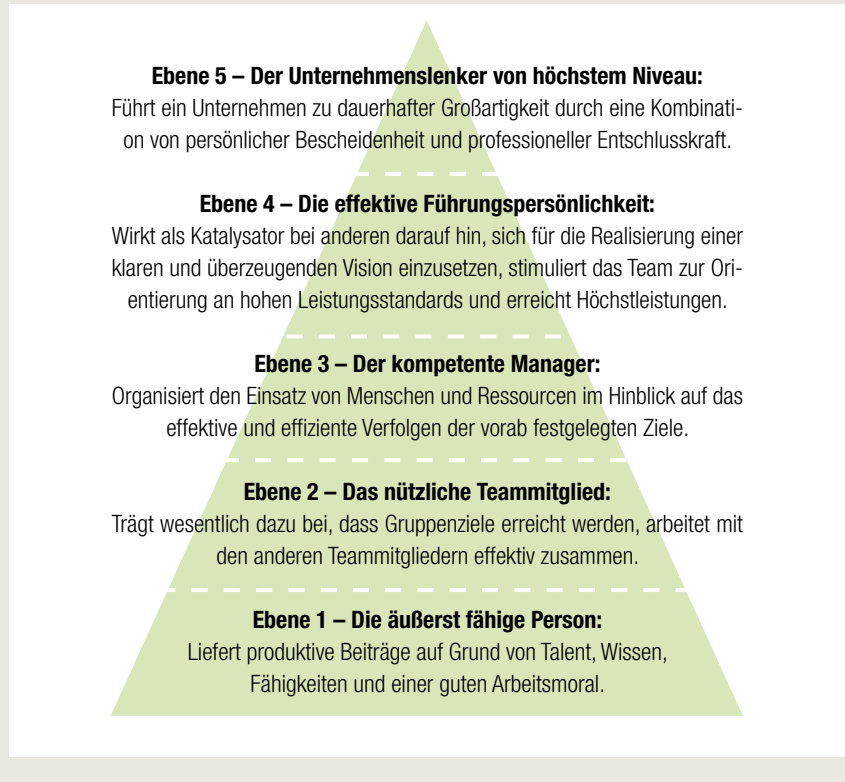 Ebene 5 – Der Unternehmenslenker von höchstem Niveau:
Führt ein Unternehmen zu dauerhafter Großartigkeit durch eine Kombinati-
on von persönlicher Bescheidenheit und professioneller Entschlusskraft.
Ebene 4 – Die effektive Führungspersönlichkeit:
Wirkt als Katalysator bei anderen darauf hin, sich für die Realisierung einer
klaren und überzeugenden Vision einzusetzen, stimuliert das Team zur Ori-
entierung an hohen Leistungsstandards und erreicht Höchstleistungen.
Ebene 3 – Der kompetente Manager:
Organisiert den Einsatz von Menschen und Ressourcen im Hinblick auf das
effektive und effiziente Verfolgen der vorab festgelegten Ziele.
Ebene 2 – Das nützliche Teammitglied:
Trägt wesentlich dazu bei, dass Gruppenziele erreicht werden, arbeitet mit
den anderen Teammitgliedern effektiv zusammen.
Ebene 1 – Die äußerst fähige Person:
Liefert produktive Beiträge auf Grund von Talent, Wissen,
Fähigkeiten und einer guten Arbeitsmoral.